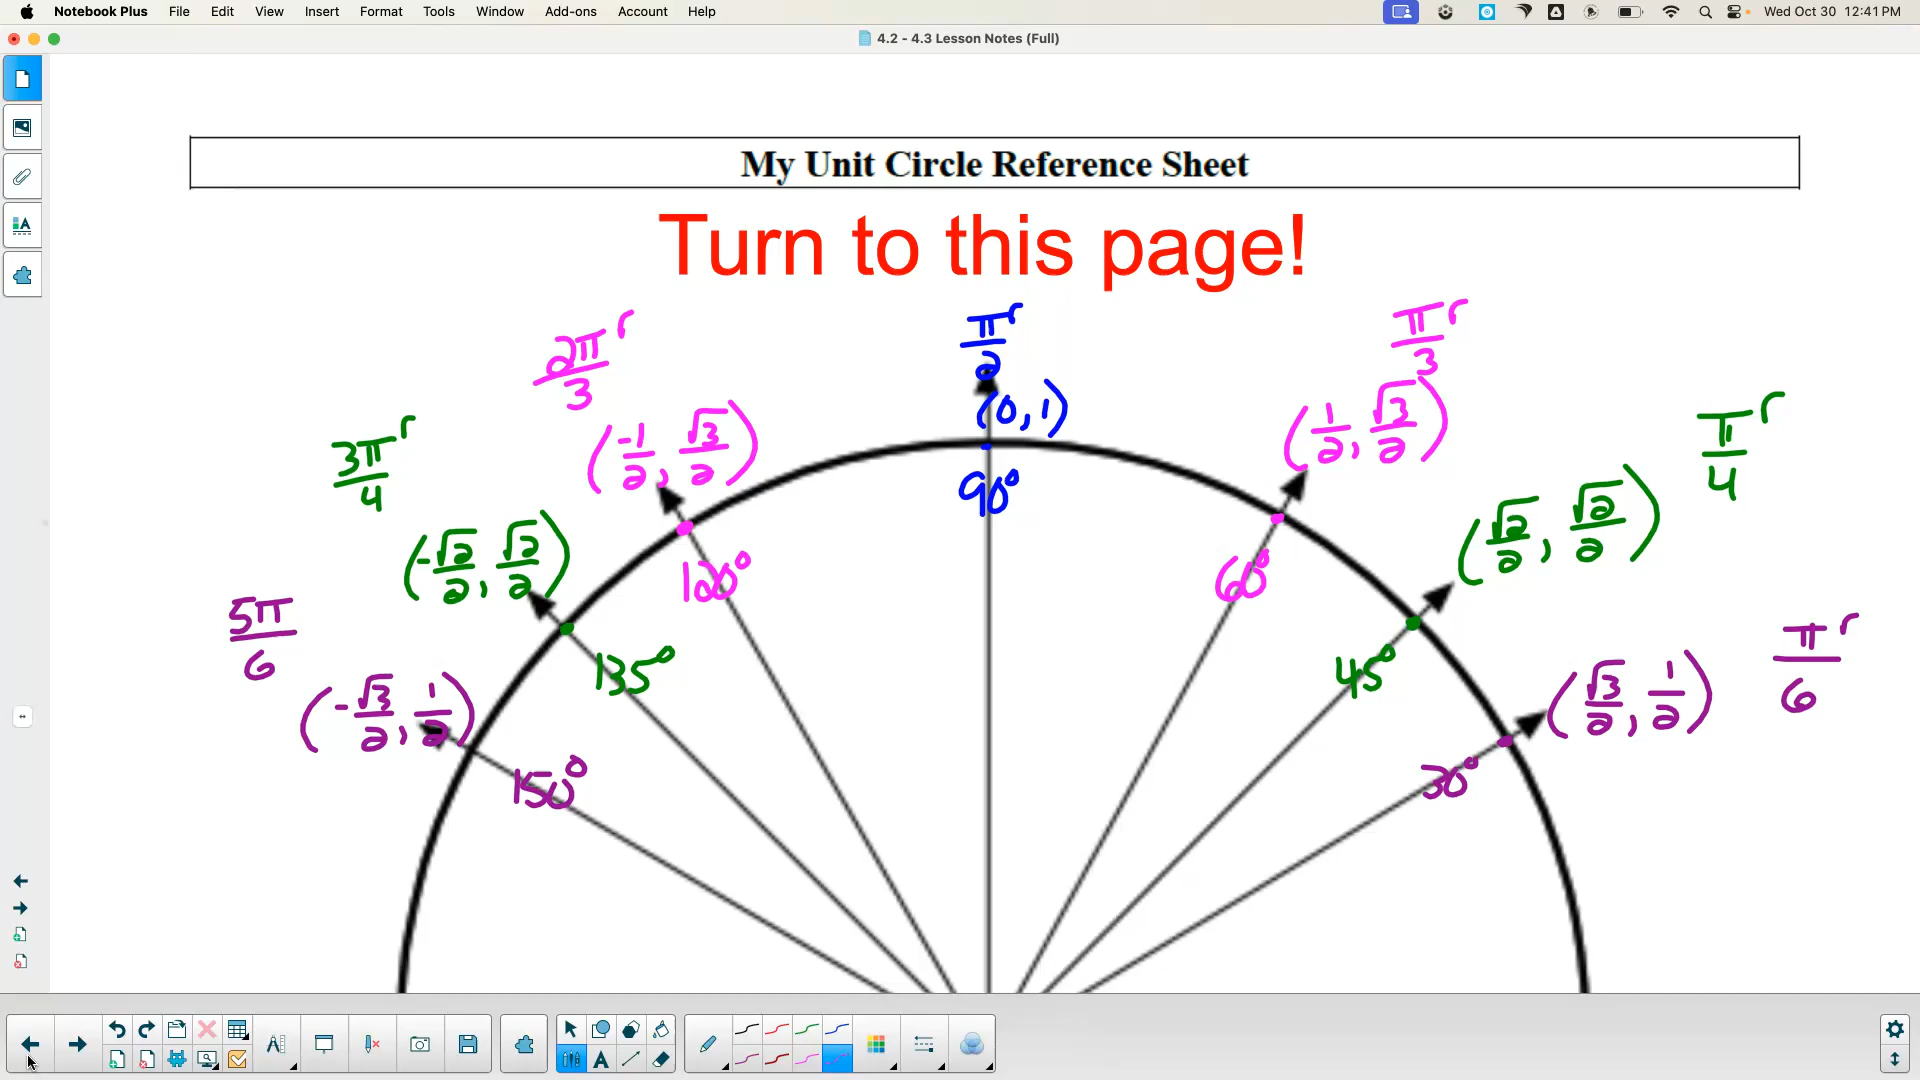 Notebook Plus File Edit View Insert Format Tools Window Add-ons Account Help Wed Oct 30 12:41 PM
4.2 - 4.3 Lesson Notes (Full)
My Unit Circle Reference Sheet
Turn to this page!
2π/3 r
π/2 r
π/3 r
(0, 1)
3π/4 r
(-1/2, √3/2)
(1/2, √3/2)
π/4 r
90°
(-√2/2, √2/2)
(√2/2, √2/2)
120°
60°
5π/6
π/6 r
135°
45°
(-√3/2, 1/2)
(√3/2, 1/2)
150°
30°